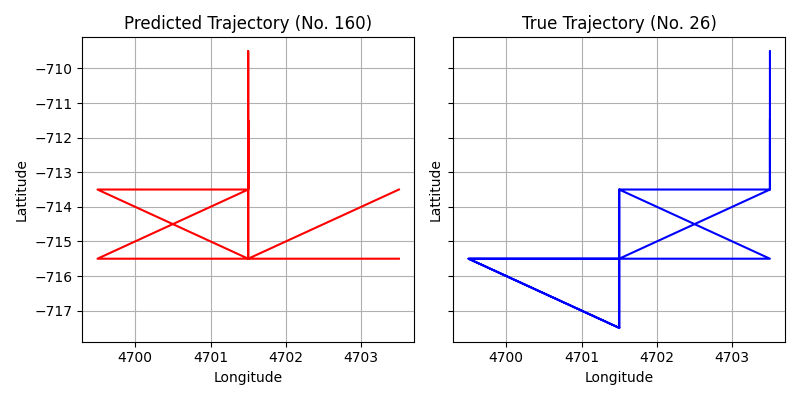 Predicted Trajectory (No. 160)
True Trajectory (No. 26)
Lattitude
−710
−711
−712
−713
−714
−715
−716
−717
4700
4701
4702
4703
Longitude
Lattitude
4700
4701
4702
4703
Longitude